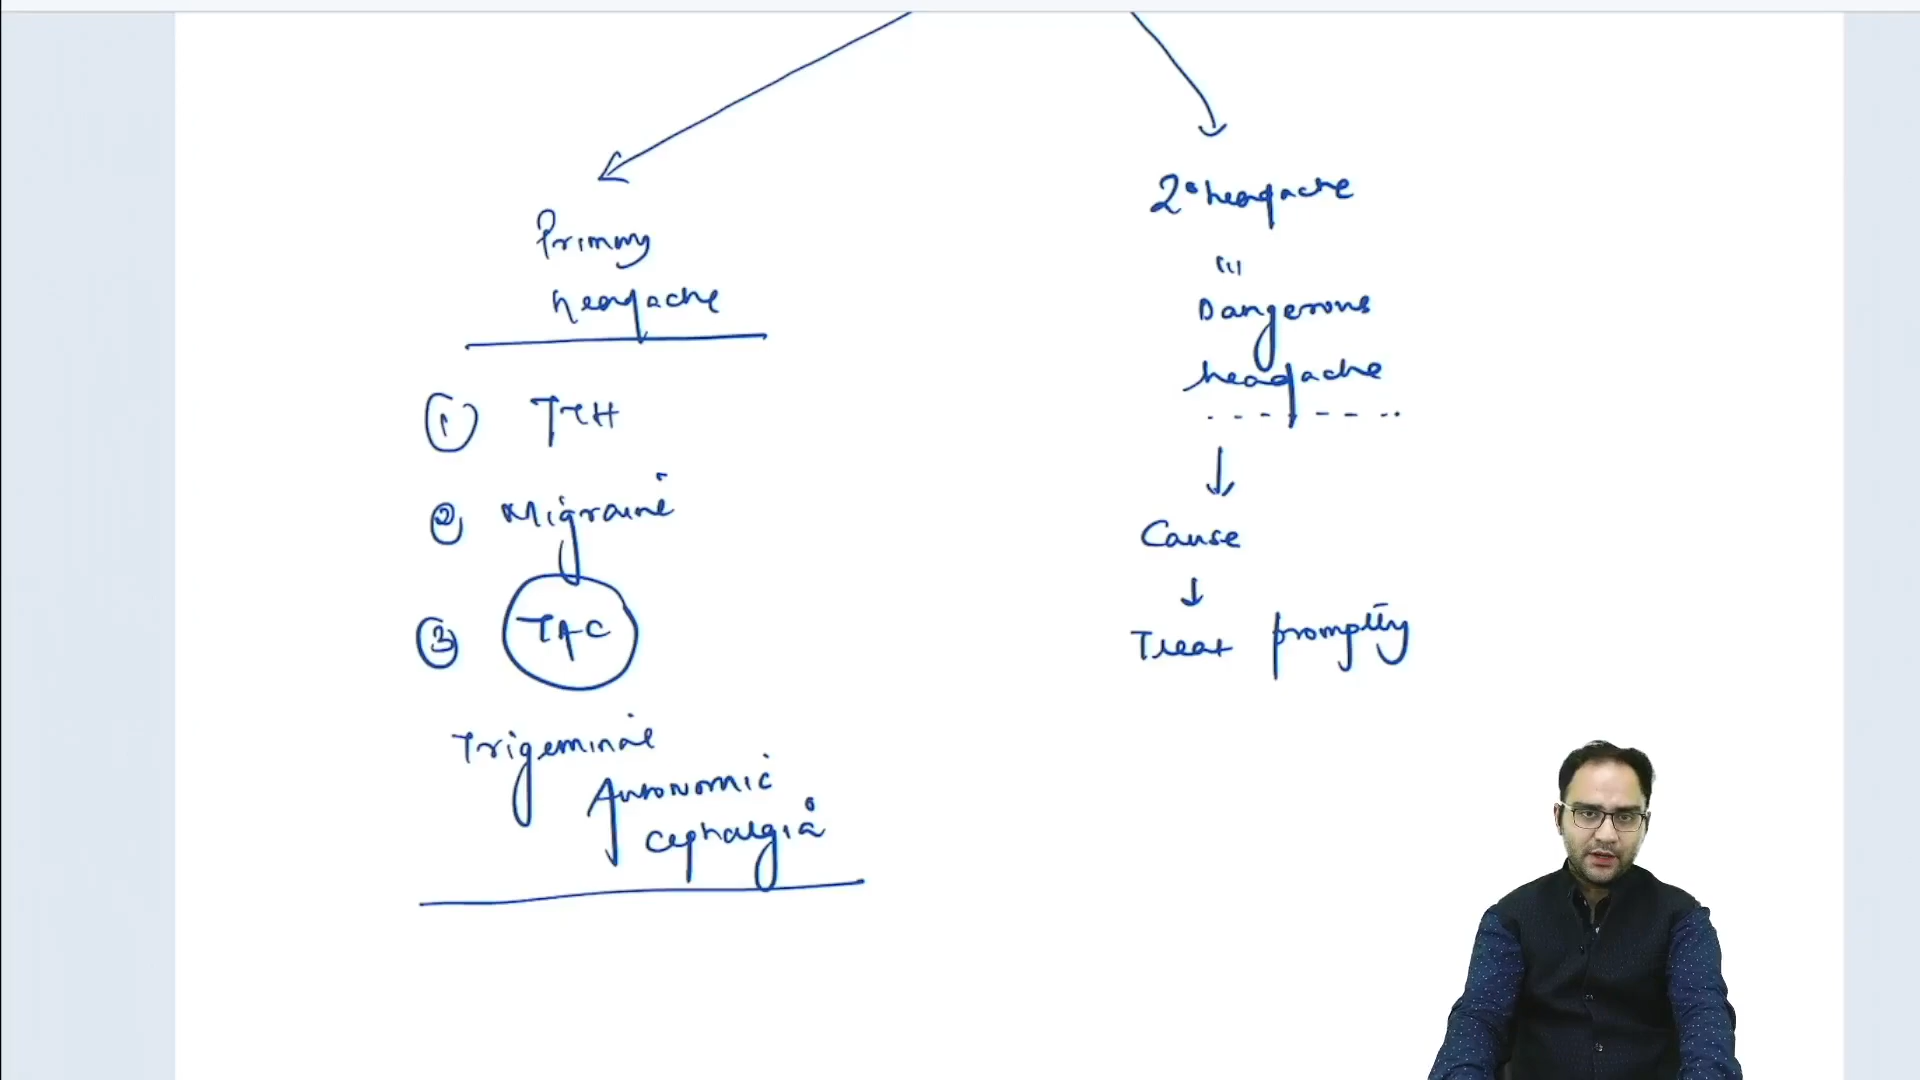 Primary
headache
① TTH
② Migraine
③ TAC
Trigeminal
Autonomic
cephalgia
2° headache
Dangerous
headache
Cause
Treat promptly